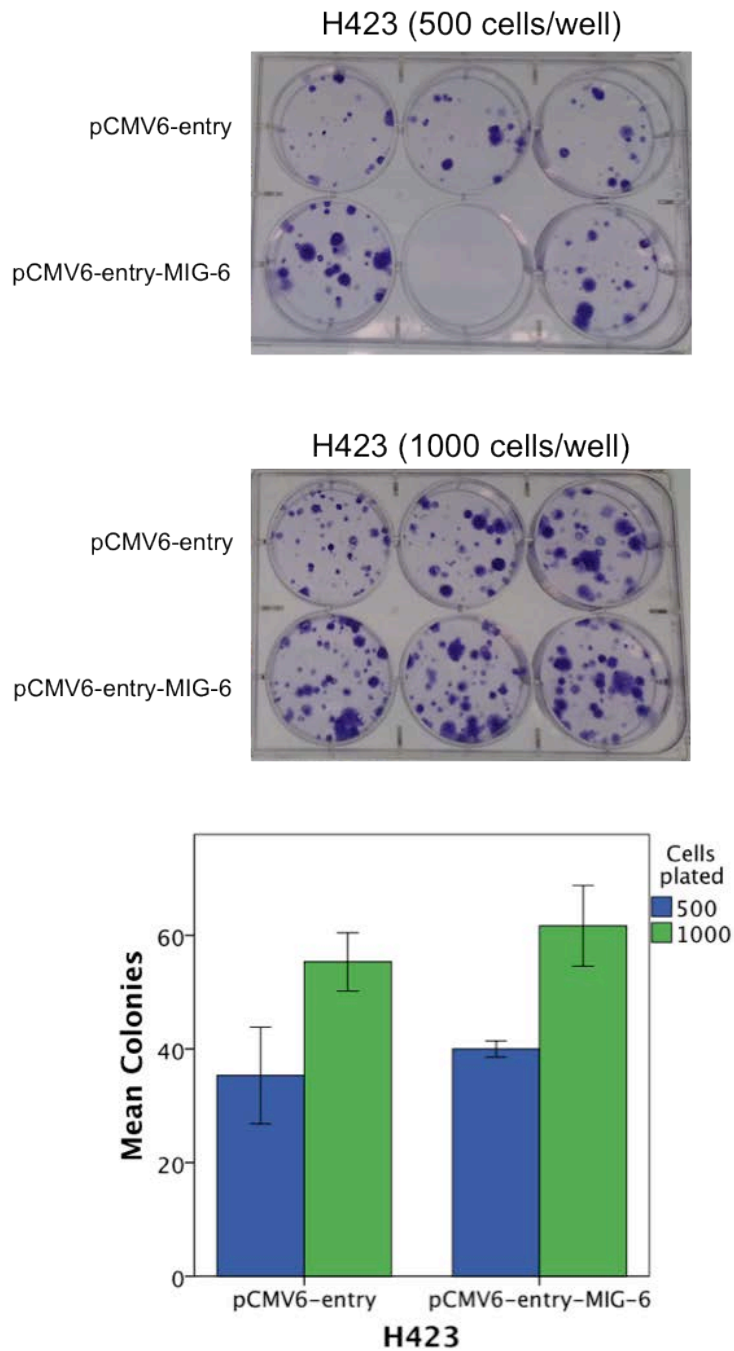 H423 (500 cells/well)
pCMV6-entry
pCMV6-entry-MIG-6
H423 (1000 cells/well)
pCMV6-entry
pCMV6-entry-MIG-6
Cells
plated
500
1000
Mean Colonies
60
40
20
0
pCMV6-entry
pCMV6-entry-MIG-6
H423